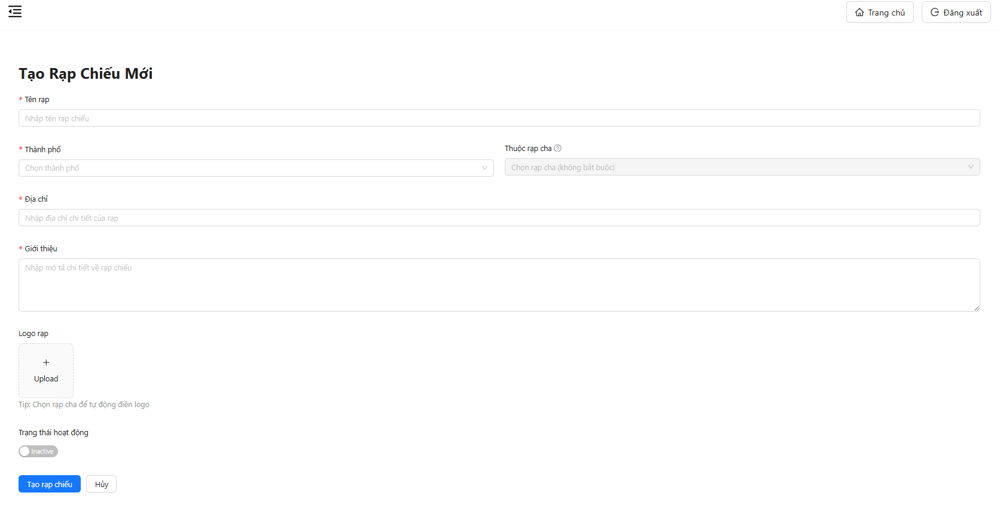 Trang chủ
Đăng xuất
Tạo Rạp Chiếu Mới
* Tên rạp
Nhập tên rạp chiếu
* Thành phố
Chọn thành phố
Thuộc rạp cha
Chọn rạp cha (không bắt buộc)
* Địa chỉ
Nhập địa chỉ chi tiết của rạp
* Giới thiệu
Nhập mô tả chi tiết về rạp chiếu
Logo rạp
+
Upload
Tip: Chọn rạp cha để tự động điền logo
Trạng thái hoạt động
Inactive
Tạo rạp chiếu
Hủy